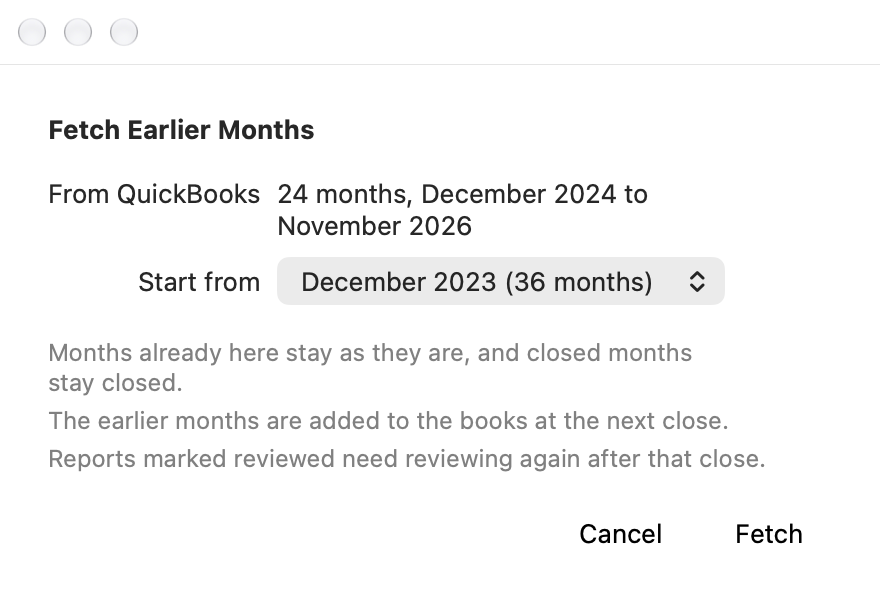 Fetch Earlier Months
From QuickBooks 24 months, December 2024 to
November 2026
Start from December 2023 (36 months)
Months already here stay as they are, and closed months
stay closed.
The earlier months are added to the books at the next close.
Reports marked reviewed need reviewing again after that close.
Cancel Fetch